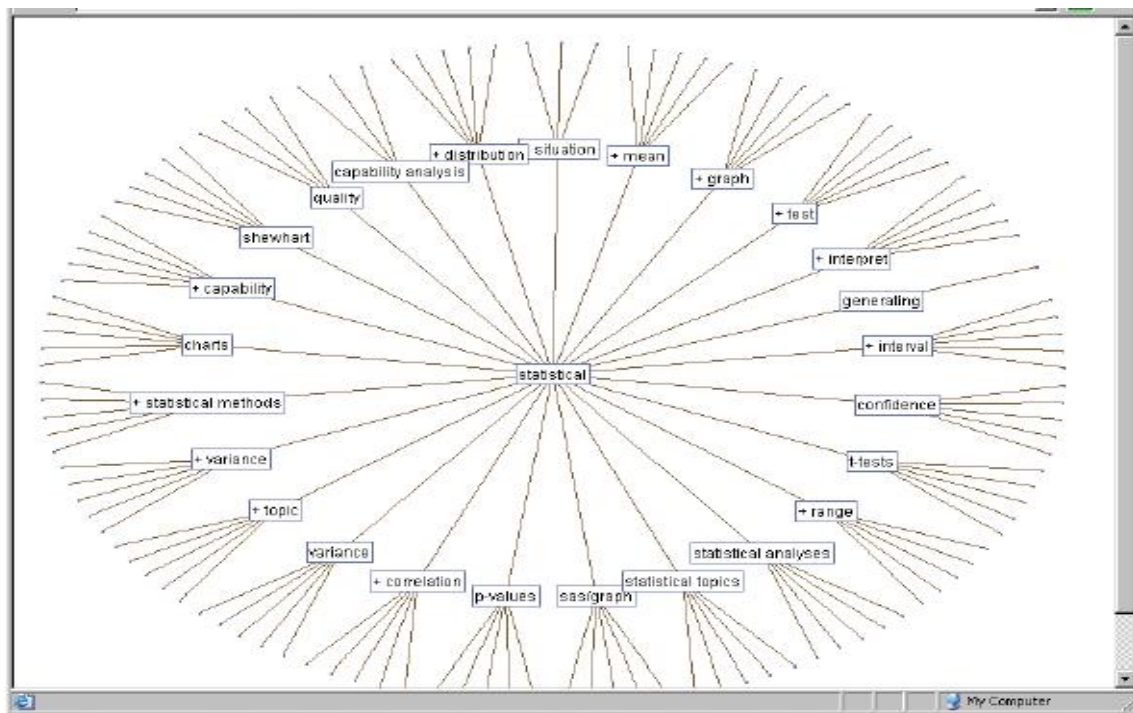 + distribution
situation
+ mean
capability analysis
+ graph
quality
+ test
shewhart
+ interpret
+ capability
generating
charts
+ interval
statistical
+ statistical methods
confidence
+ variance
t-tests
+ topic
+ range
variance
statistical analyses
+ correlation
statistical topics
p-values
sas/graph
My Computer